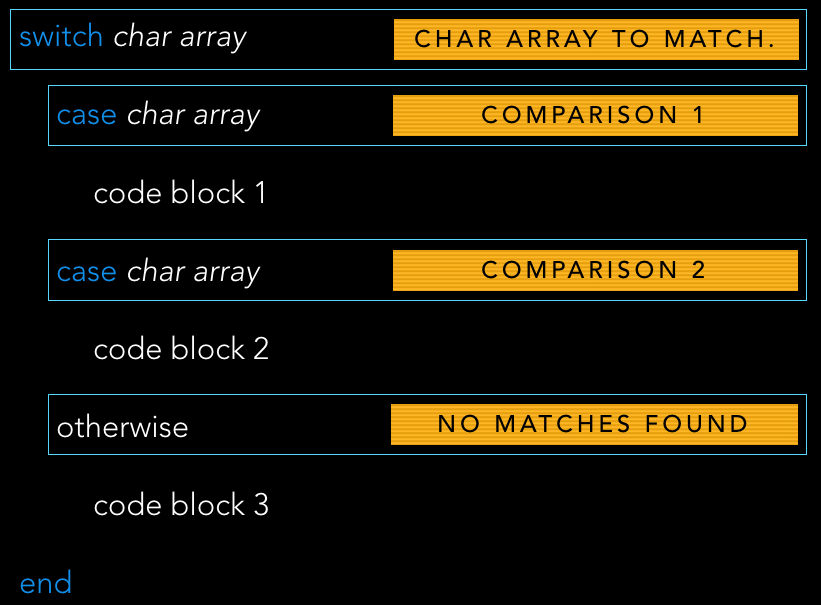 switch char array CHAR ARRAY TO MATCH.
case char array COMPARISON 1
code block 1
case char array COMPARISON 2
code block 2
otherwise NO MATCHES FOUND
code block 3
end